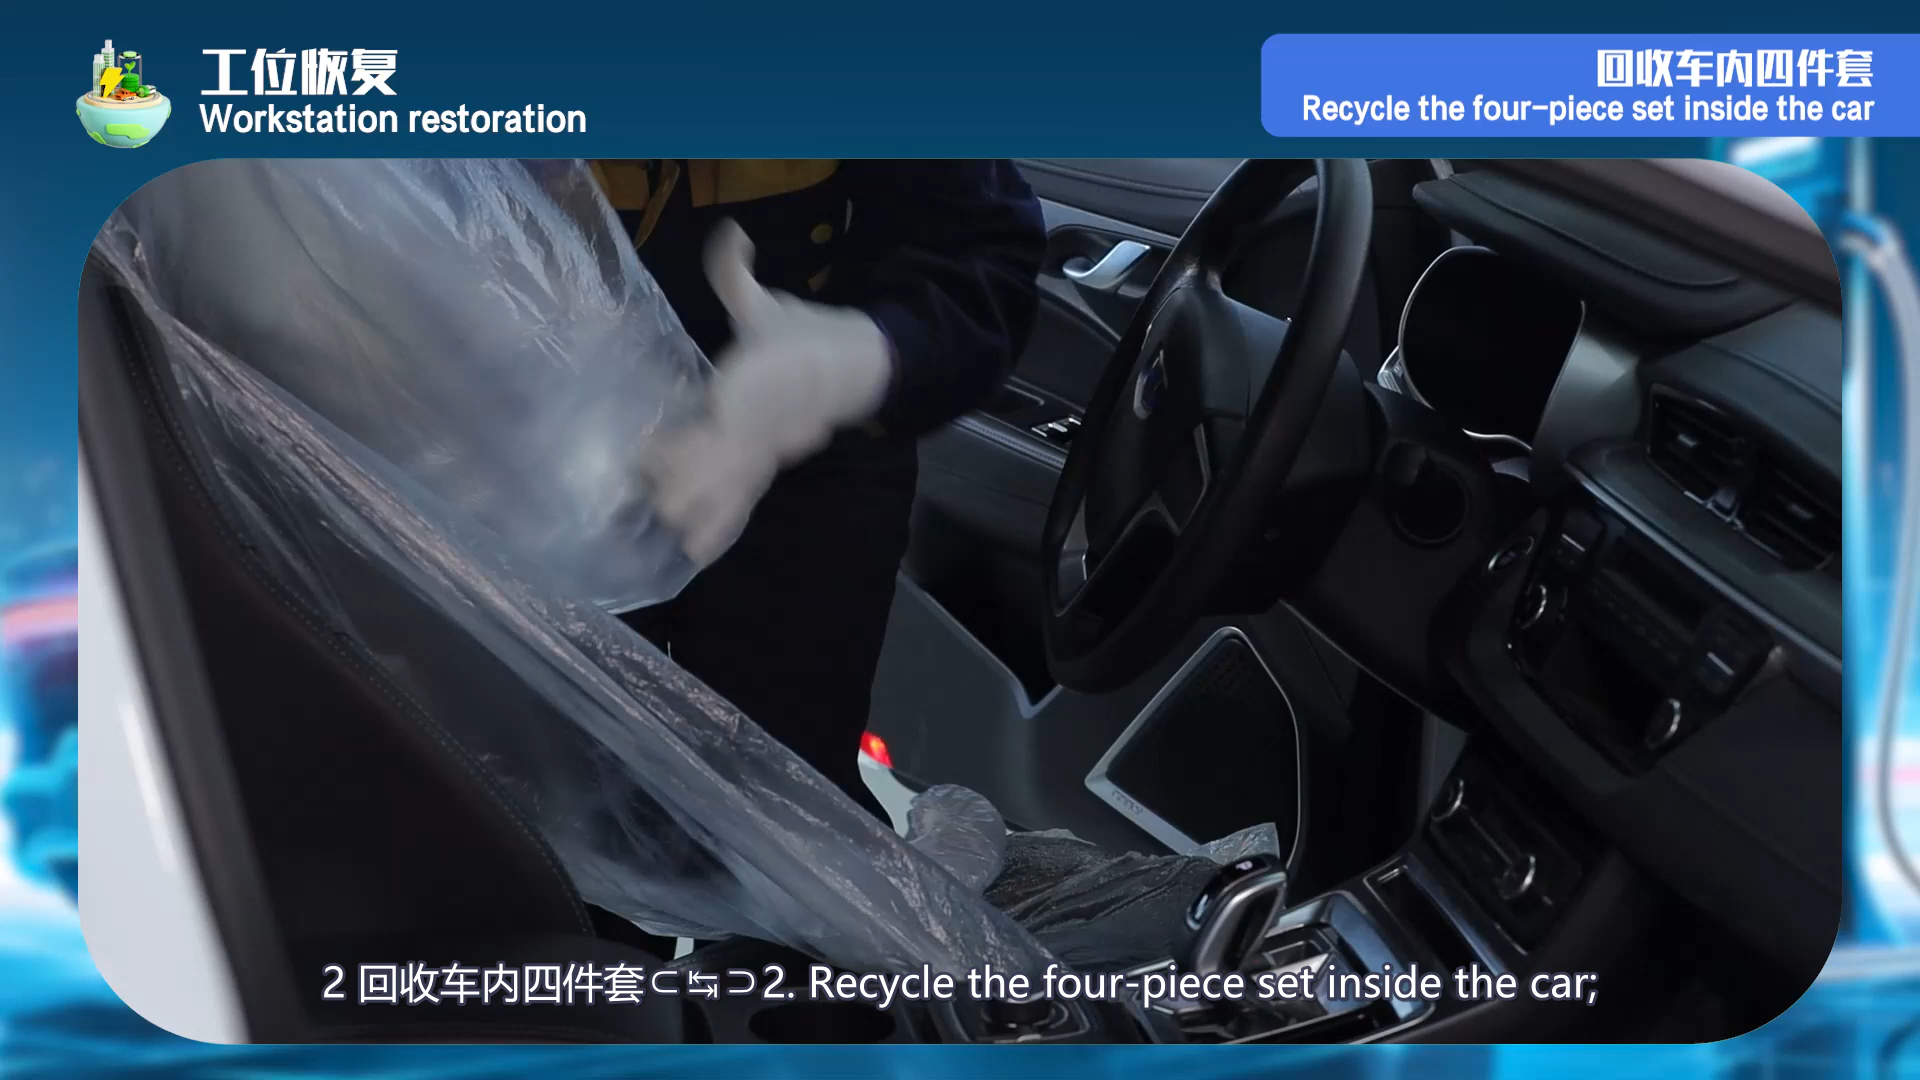 工位恢复
Workstation restoration
回收车内四件套
Recycle the four-piece set inside the car
2 回收车内四件套⊂⇆⊃2. Recycle the four-piece set inside the car;